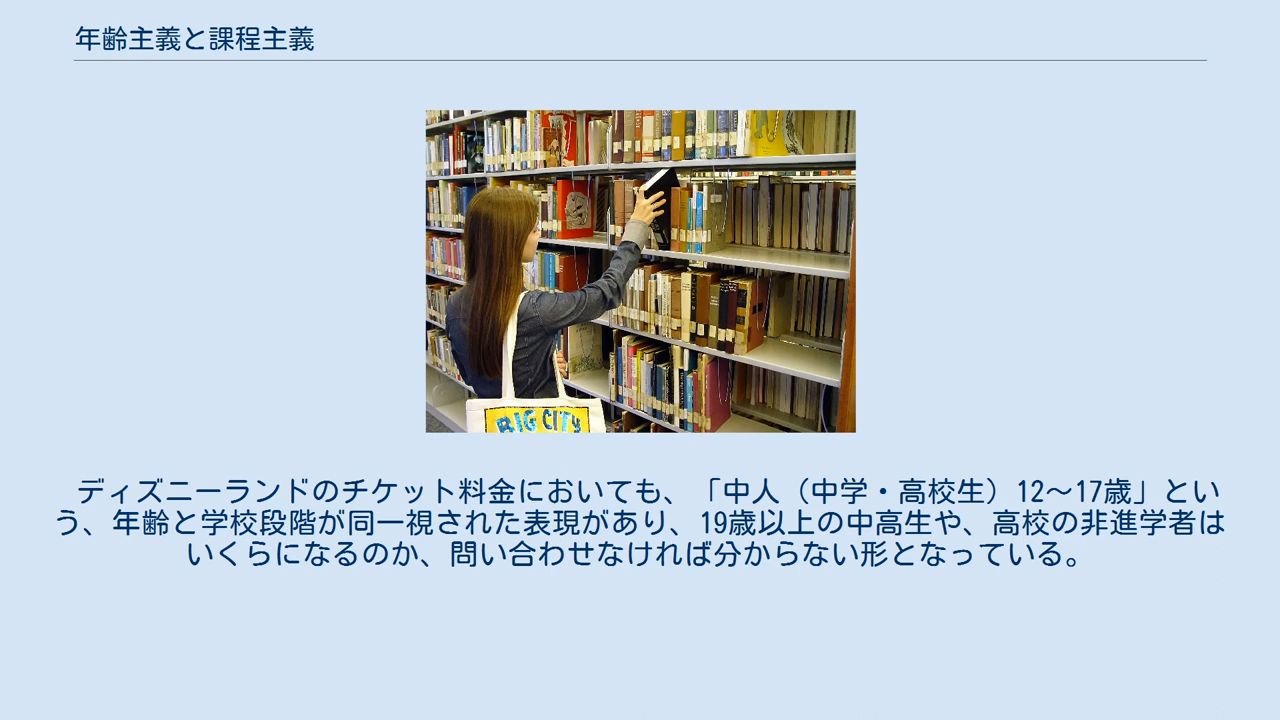 年齢主義と課程主義
BIG CITY
ディズニーランドのチケット料金においても、「中人（中学・高校生）12～17歳」とい
う、年齢と学校段階が同一視された表現があり、19歳以上の中高生や、高校の非進学者は
いくらになるのか、問い合わせなければ分からない形となっている。